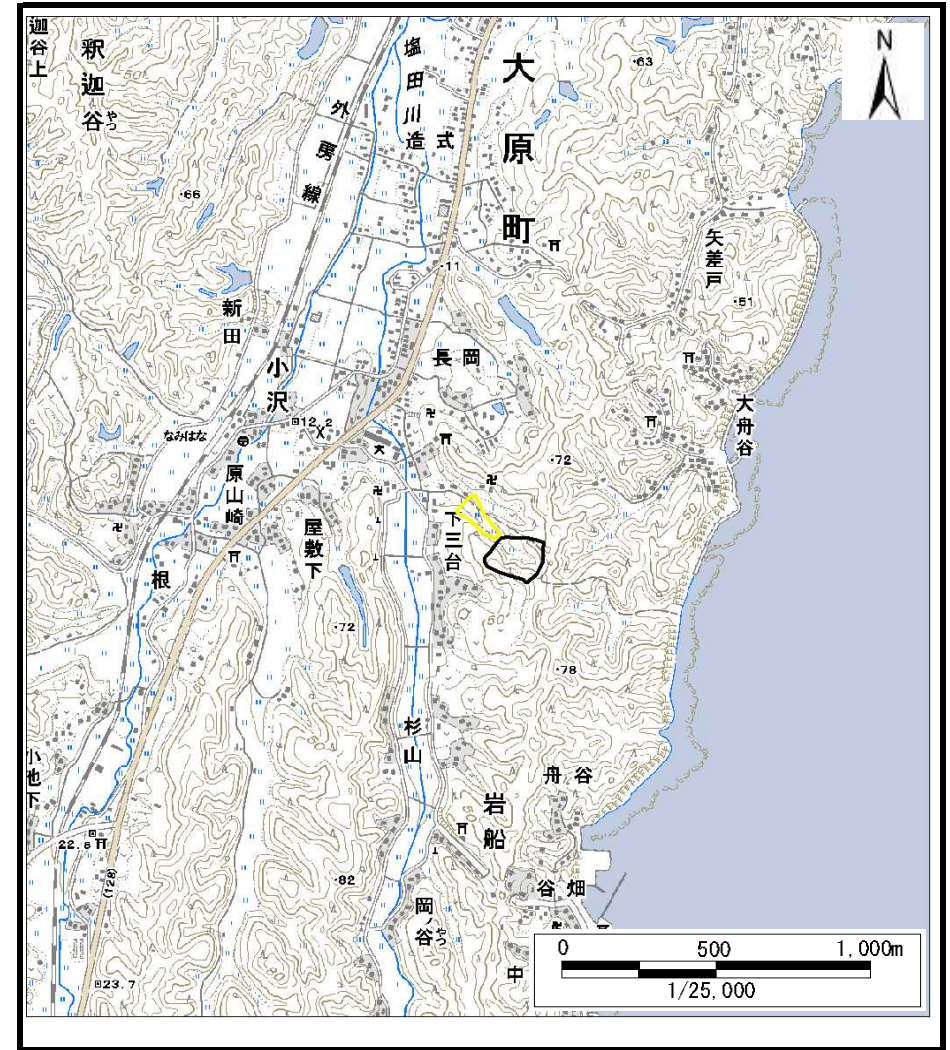 迦谷上
釈迦谷
やつ
外房線
塩田川
造式
大原町
N
・63
・66
矢差戸
・11
・51
新田
小沢
長岡
大舟谷
12.2
なみはな
原山崎
・72
屋敷下
下三台
根
・72
・78
杉山
小池下
舟谷
岩船
22.8
(128)
・82
谷畑
岡ノ谷
やつ
中
23.7
0 500 1,000m
1/25,000